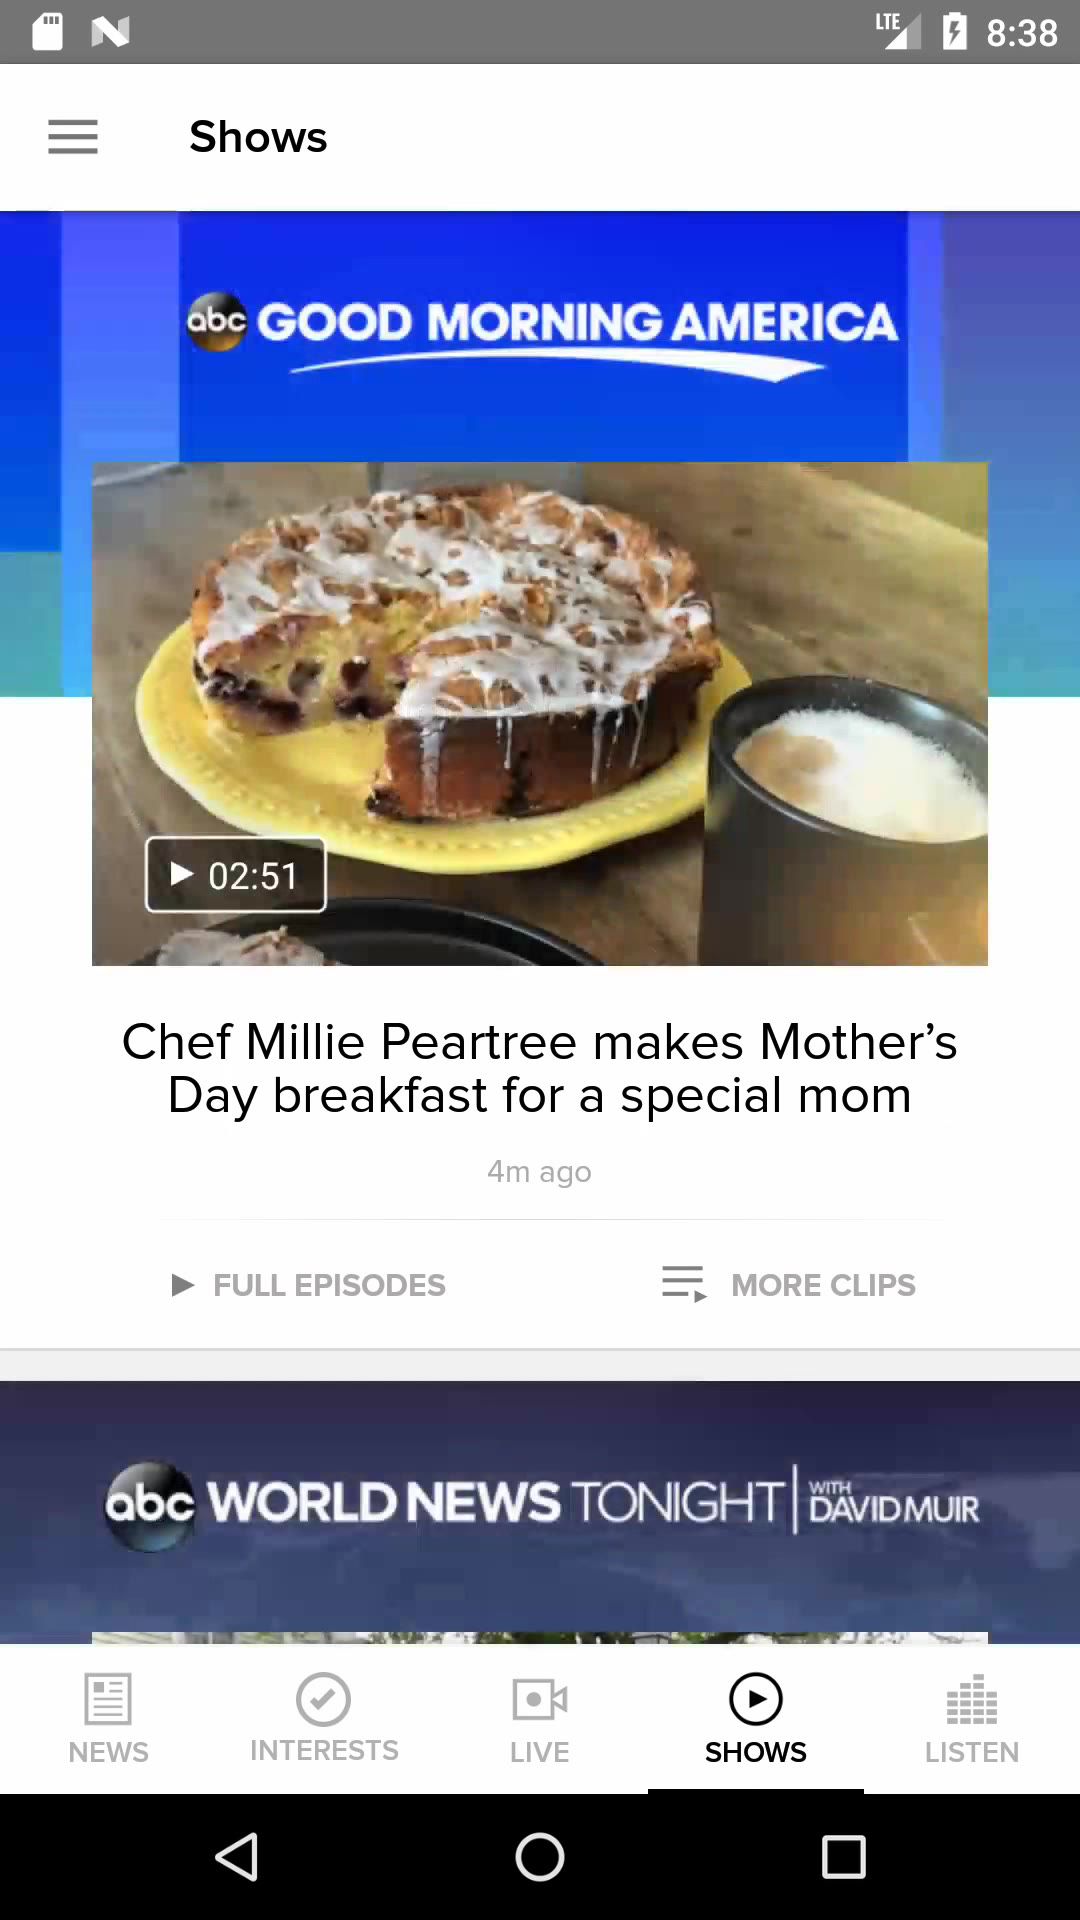 LTE 8:38
Shows
abc GOOD MORNING AMERICA
02:51
Chef Millie Peartree makes Mother’s
Day breakfast for a special mom
4m ago
FULL EPISODES
MORE CLIPS
abc WORLD NEWS TONIGHT WITH DAVID MUIR
NEWS
INTERESTS
LIVE
SHOWS
LISTEN